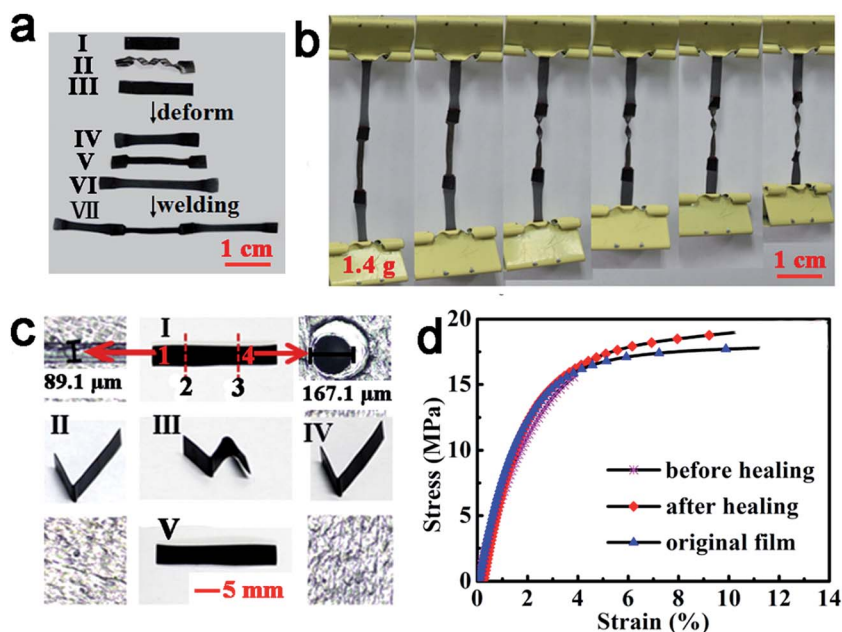 a
I
II
III
↓deform
IV
V
VI
↓welding
VII
1 cm
b
1.4 g
1 cm
c
I
1
4
2
3
89.1 μm
167.1 μm
II
III
IV
V
5 mm
d
20
15
10
5
0
Stress (MPa)
before healing
after healing
original film
0 2 4 6 8 10 12 14
Strain (%)